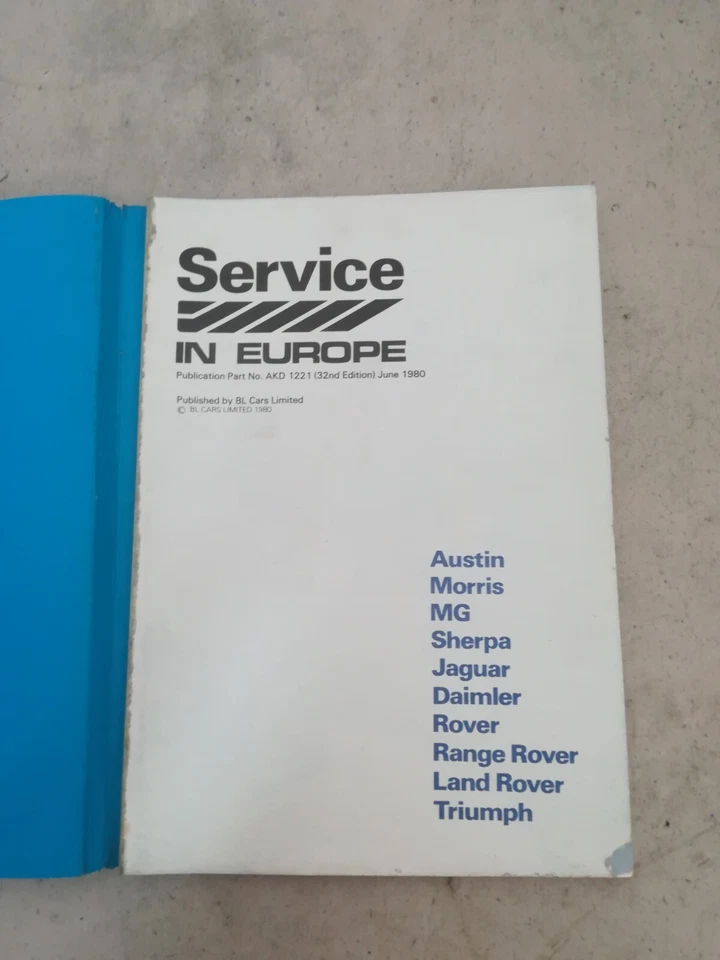 Service
IN EUROPE
Publication Part No. AKD 1221 (32nd Edition) June 1980
Published by BL Cars Limited
© BL CARS LIMITED 1980
Austin
Morris
MG
Sherpa
Jaguar
Daimler
Rover
Range Rover
Land Rover
Triumph